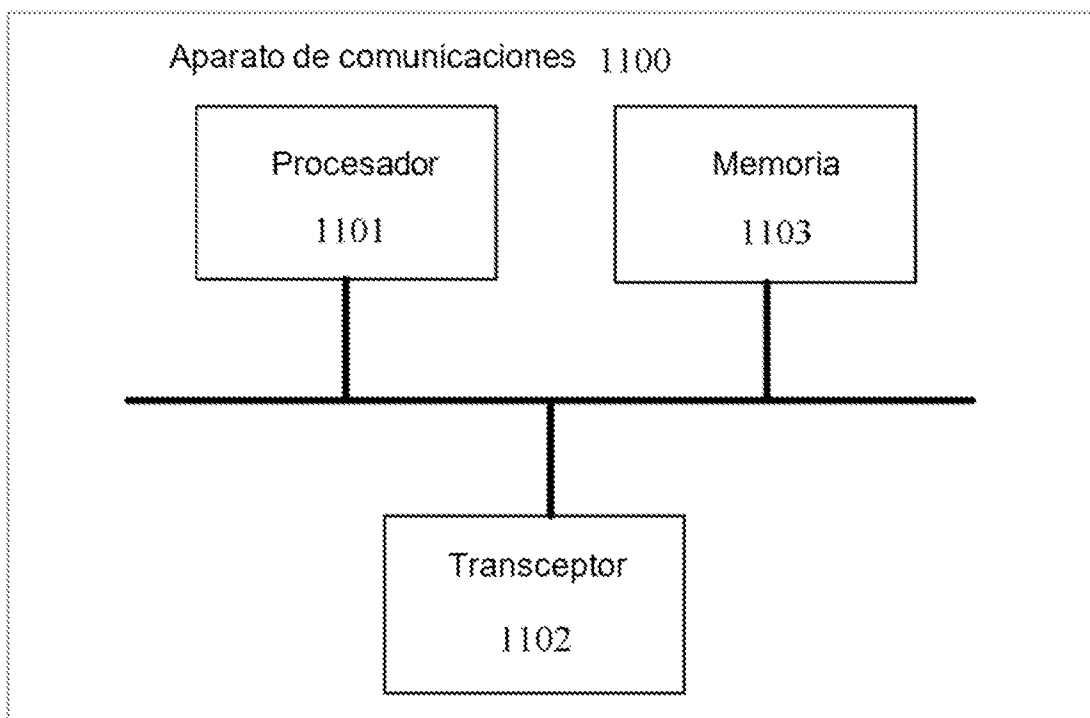 Aparato de comunicaciones 1100
Procesador
1101
Memoria
1103
Transceptor
1102